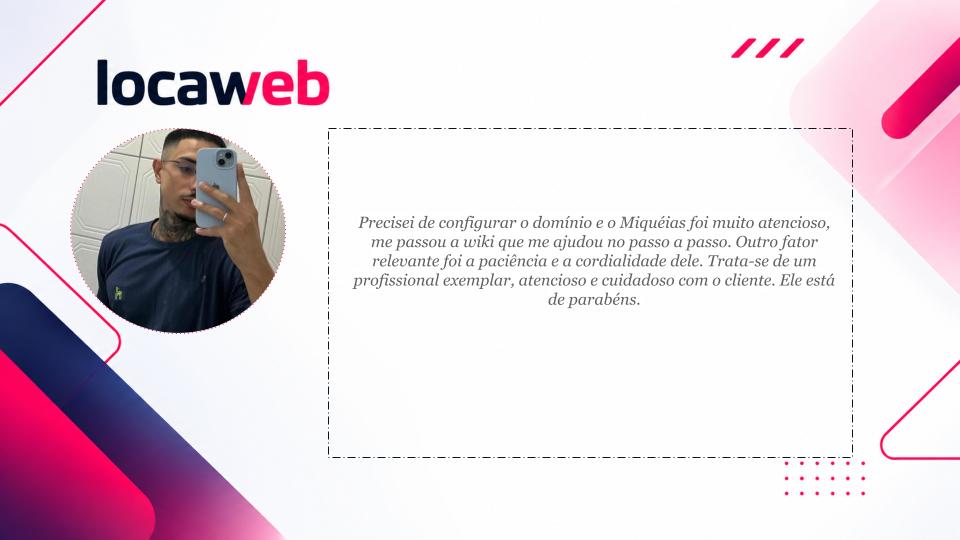 locaweb
Precisei de configurar o domínio e o Miquéias foi muito atencioso,
me passou a wiki que me ajudou no passo a passo. Outro fator
relevante foi a paciência e a cordialidade dele. Trata-se de um
profissional exemplar, atencioso e cuidadoso com o cliente. Ele está
de parabéns.